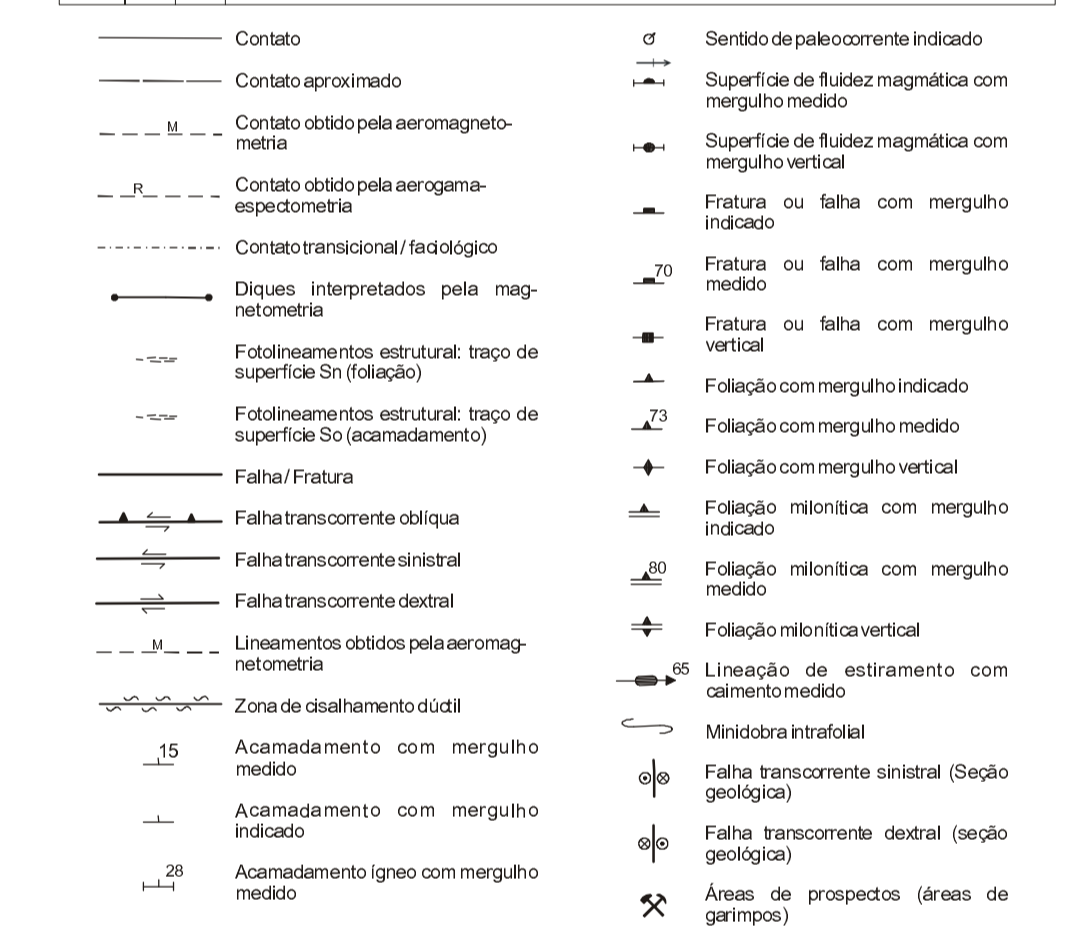 Contato
Contato aproximado
M
Contato obtido pela aeromagneto-
metria
R
Contato obtido pela aerogama-
espectometria
Contato transicional / faciológico
Diques interpretados pela mag-
netometria
Fotolineamentos estrutural: traço de
superfície Sn (foliação)
Fotolineamentos estrutural: traço de
superfície So (acamadamento)
Falha / Fratura
Falha transcorrente oblíqua
Falha transcorrente sinistral
Falha transcorrente dextral
M
Lineamentos obtidos pela aeromag-
netometria
Zona de cisalhamento dúctil
15
Acamadamento com mergulho
medido
Acamadamento com mergulho
indicado
28
Acamadamento ígneo com mergulho
medido
Sentido de paleocorrente indicado
Superfície de fluidez magmática com
mergulho medido
Superfície de fluidez magmática com
mergulho vertical
Fratura ou falha com mergulho
indicado
70
Fratura ou falha com mergulho
medido
Fratura ou falha com mergulho
vertical
Foliação com mergulho indicado
73
Foliação com mergulho medido
Foliação com mergulho vertical
Foliação milonítica com mergulho
indicado
80
Foliação milonítica com mergulho
medido
Foliação milonítica vertical
65
Lineação de estiramento com
caimento medido
Minidobra intrafolial
Falha transcorrente sinistral (Seção
geológica)
Falha transcorrente dextral (seção
geológica)
Áreas de prospectos (áreas de
garimpos)